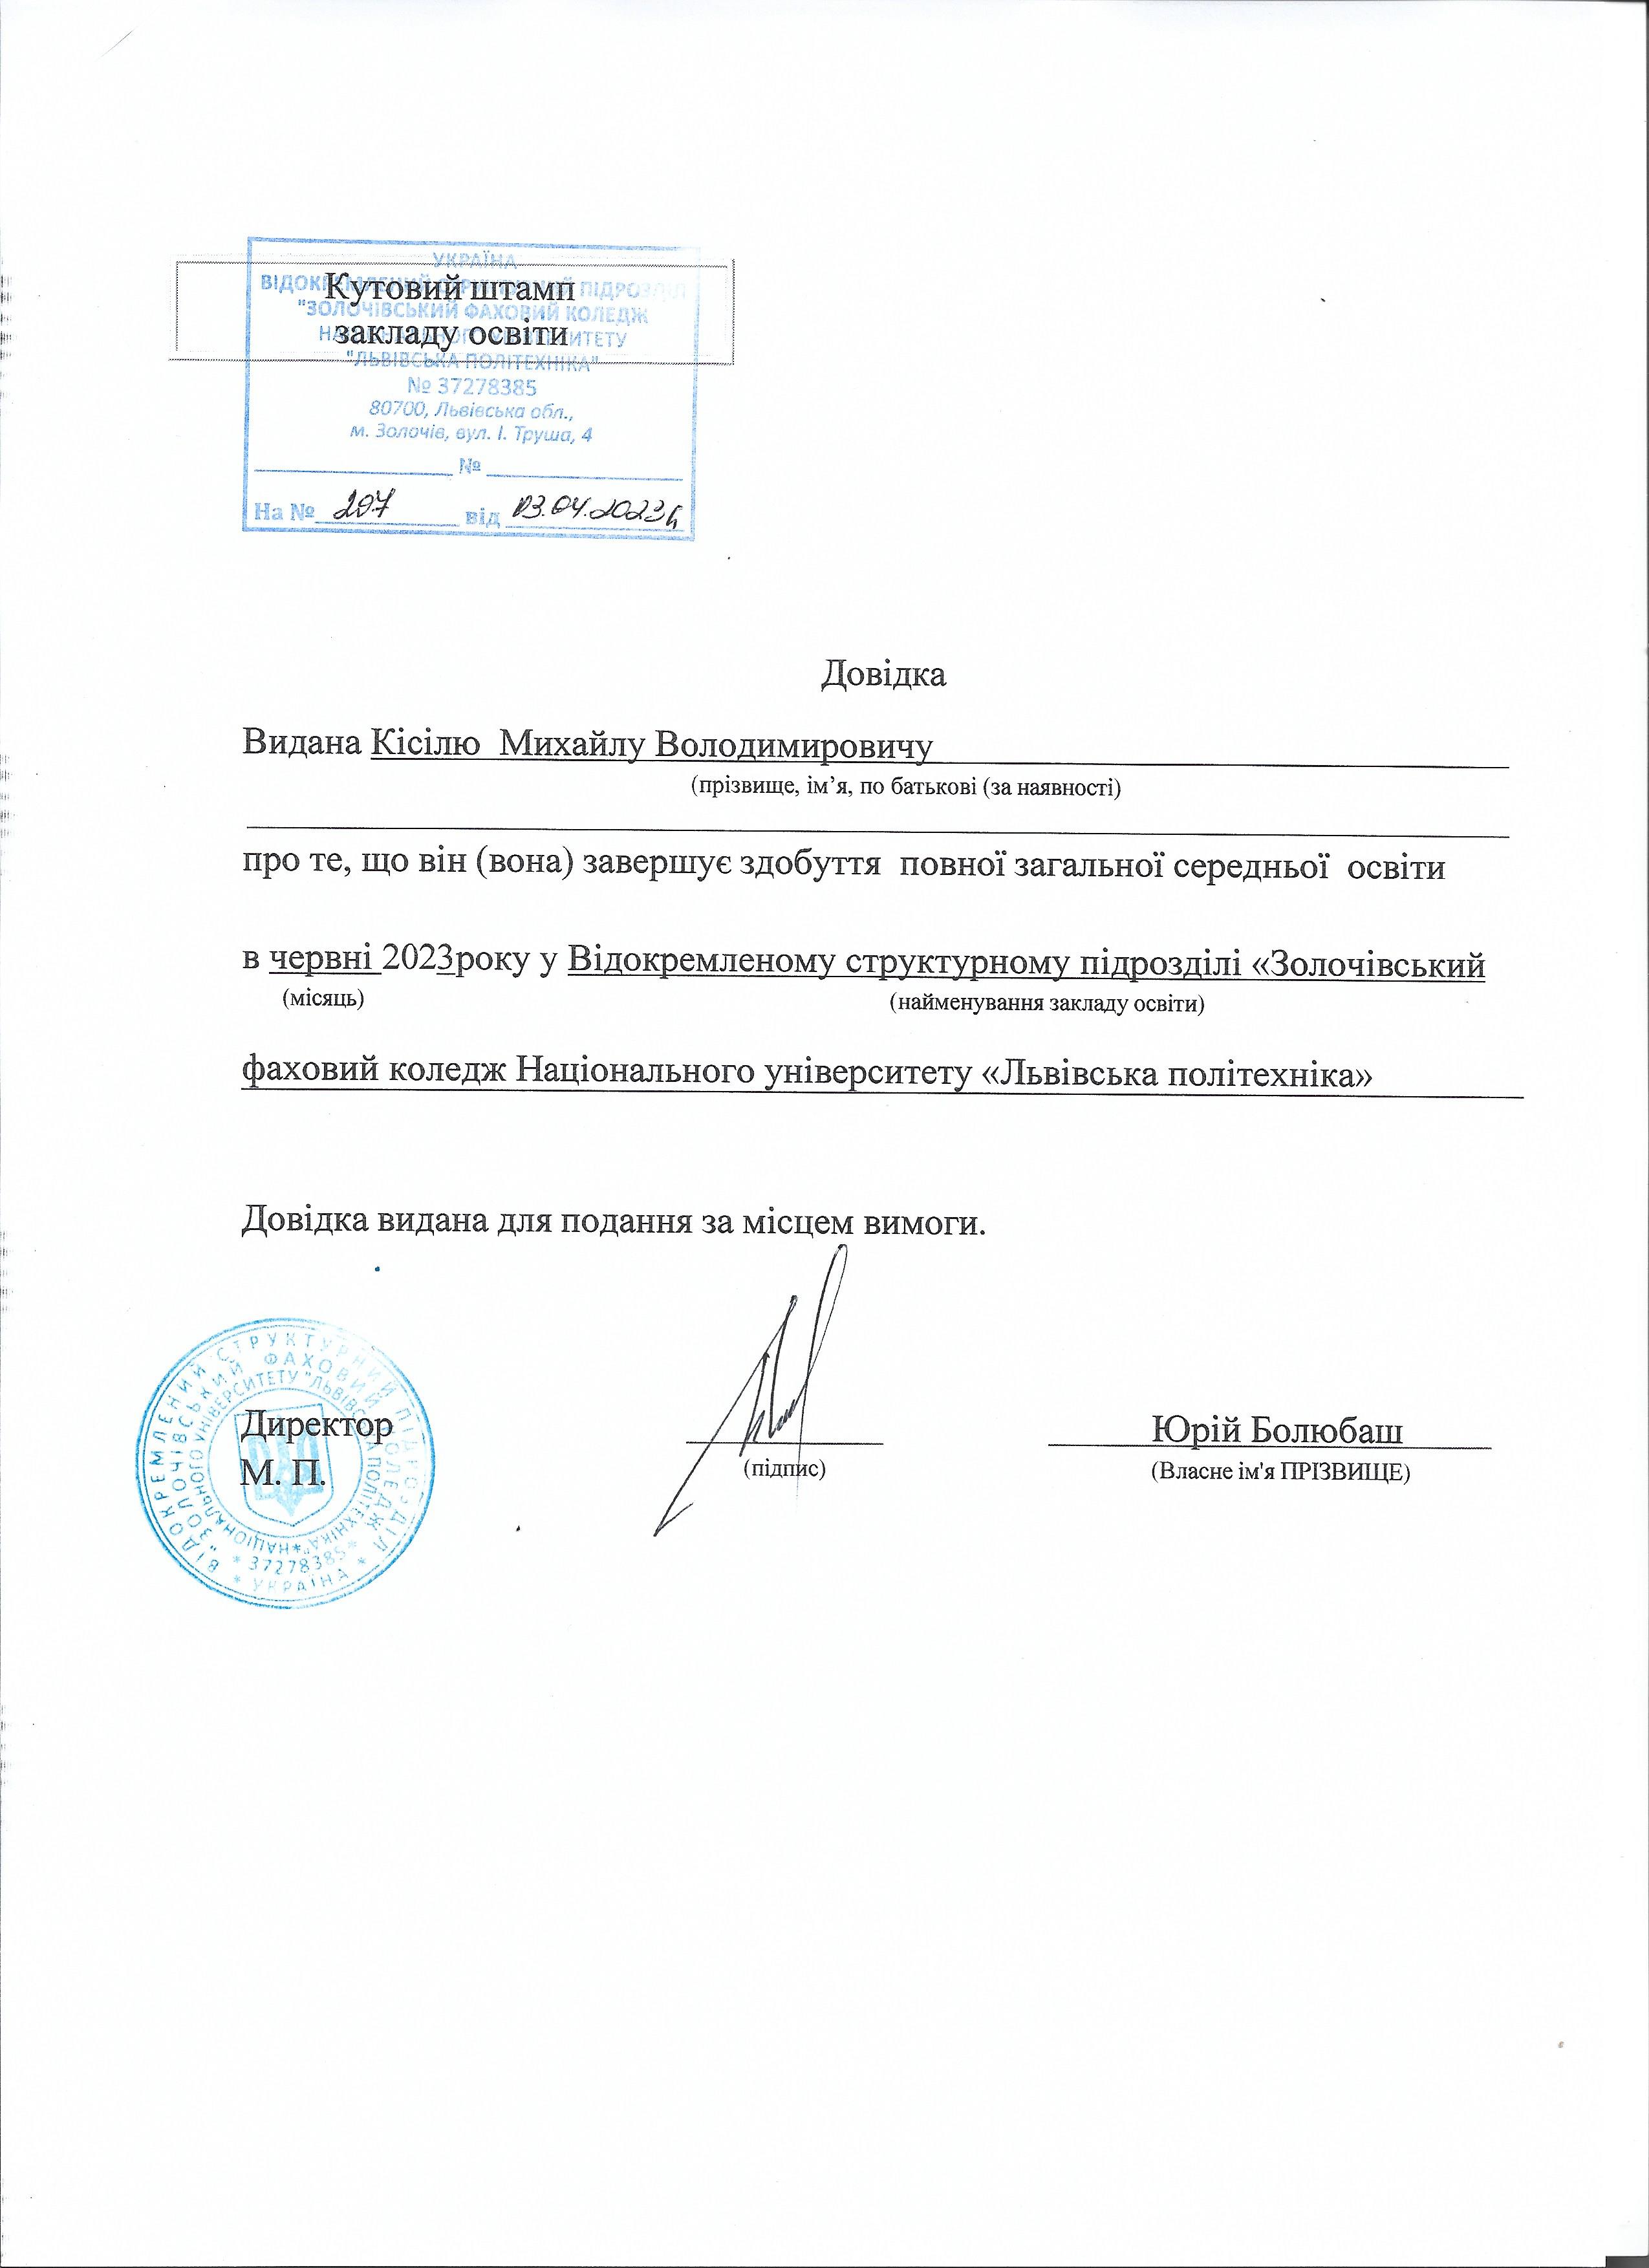 УКРАЇНА
ВІДОКРЕМЛЕНИЙ СТРУКТУРНИЙ ПІДРОЗДІЛ
Кутовий штамп
"ЗОЛОЧІВСЬКИЙ ФАХОВИЙ КОЛЕДЖ
НАЦІОНАЛЬНОГО УНІВЕРСИТЕТУ
закладу освіти
"ЛЬВІВСЬКА ПОЛІТЕХНІКА"
№ 37278385
80700, Львівська обл.,
м. Золочів, вул. І. Труша, 4
№
На № 207 від 03.04.2023
Довідка
Видана Кісілю Михайлу Володимировичу
(прізвище, ім’я, по батькові (за наявності)
про те, що він (вона) завершує здобуття повної загальної середньої освіти
в червні 2023року у Відокремленому структурному підрозділі «Золочівський
(місяць) (найменування закладу освіти)
фаховий коледж Національного університету «Львівська політехніка»
Довідка видана для подання за місцем вимоги.
Директор Юрій Болюбаш
М. П. (підпис) (Власне ім'я ПРІЗВИЩЕ)
ВІДОКРЕМЛЕНИЙ СТРУКТУРНИЙ ПІДРОЗДІЛ * УКРАЇНА *
"ЗОЛОЧІВСЬКИЙ ФАХОВИЙ КОЛЕДЖ * 37278385 *
НАЦІОНАЛЬНОГО УНІВЕРСИТЕТУ "ЛЬВІВСЬКА ПОЛІТЕХНІКА" *